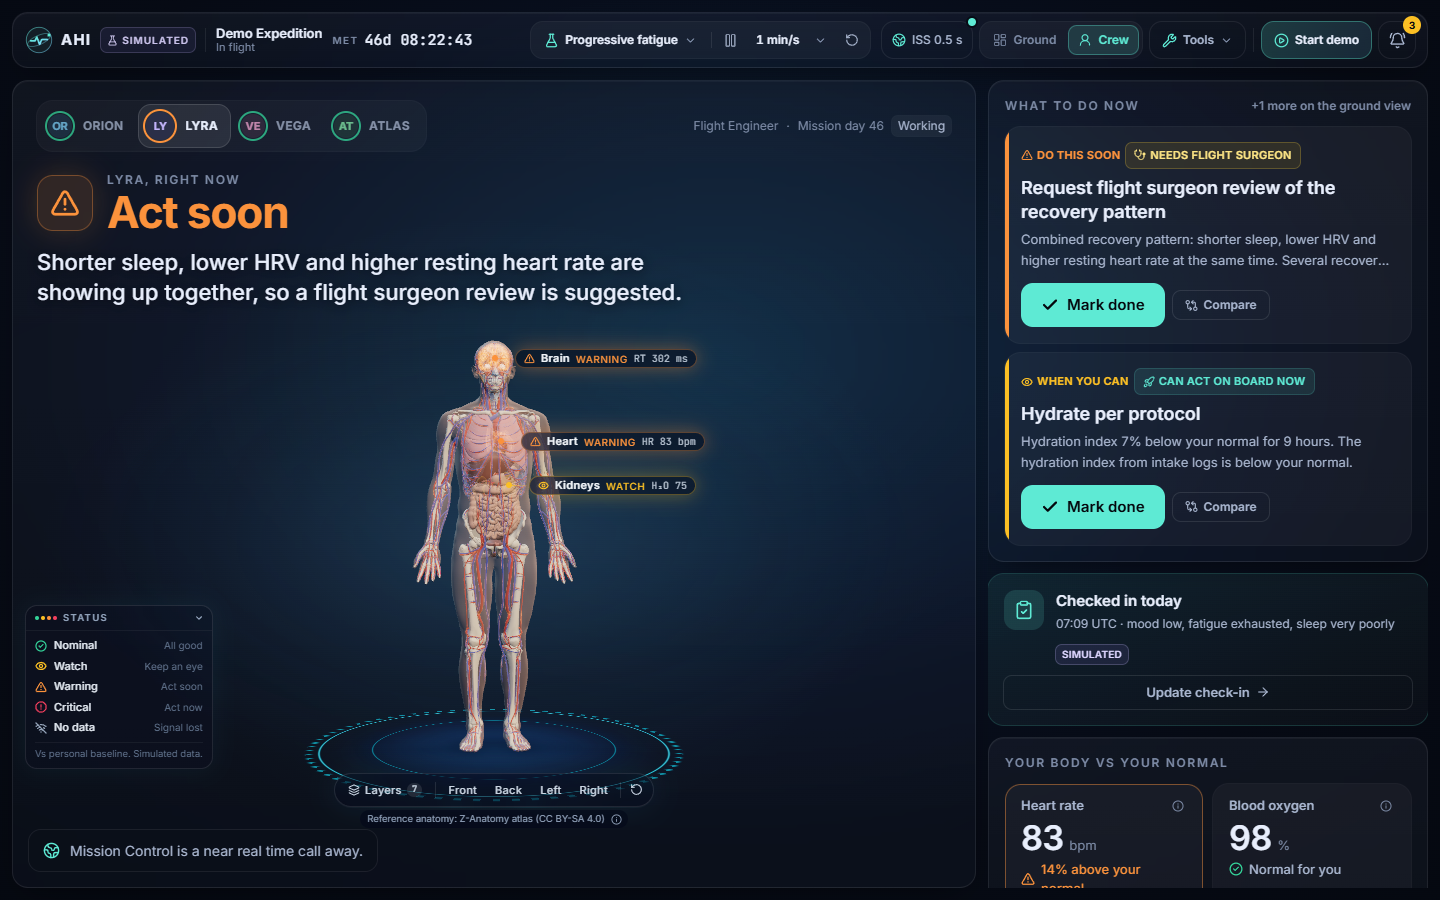 AHI
SIMULATED
Demo Expedition
In flight
MET 46d 08:22:43
Progressive fatigue
1 min/s
ISS 0.5 s
Ground
Crew
Tools
Start demo
3
OR ORION
LY LYRA
VE VEGA
AT ATLAS
Flight Engineer · Mission day 46 Working
LYRA, RIGHT NOW
Act soon
Shorter sleep, lower HRV and higher resting heart rate are
showing up together, so a flight surgeon review is suggested.
Brain WARNING RT 302 ms
Heart WARNING HR 83 bpm
Kidneys WATCH H₂O 75
STATUS
Nominal All good
Watch Keep an eye
Warning Act soon
Critical Act now
No data Signal lost
Vs personal baseline. Simulated data.
Layers 7 Front Back Left Right
Reference anatomy: Z-Anatomy atlas (CC BY-SA 4.0)
Mission Control is a near real time call away.
WHAT TO DO NOW
+1 more on the ground view
DO THIS SOON NEEDS FLIGHT SURGEON
Request flight surgeon review of the
recovery pattern
Combined recovery pattern: shorter sleep, lower HRV and
higher resting heart rate at the same time. Several recover...
Mark done Compare
WHEN YOU CAN CAN ACT ON BOARD NOW
Hydrate per protocol
Hydration index 7% below your normal for 9 hours. The
hydration index from intake logs is below your normal.
Mark done Compare
Checked in today
07:09 UTC · mood low, fatigue exhausted, sleep very poorly
SIMULATED
Update check-in →
YOUR BODY VS YOUR NORMAL
Heart rate
83 bpm
14% above your
normal
Blood oxygen
98 %
Normal for you